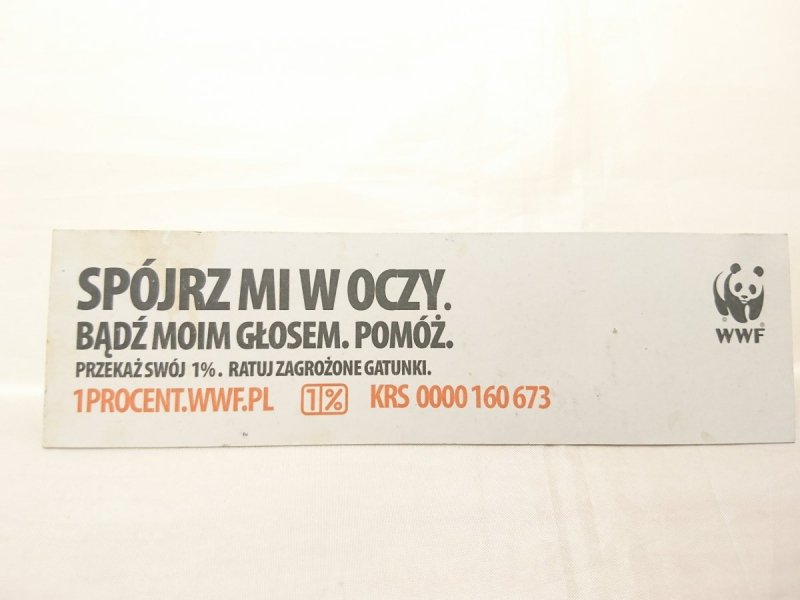 SPÓJRZ MI W OCZY.
BĄDŹ MOIM GŁOSEM. POMÓŻ.
PRZEKAŻ SWÓJ 1%. RATUJ ZAGROŻONE GATUNKI.
1PROCENT.WWF.PL 1% KRS 0000 160 673
WWF®